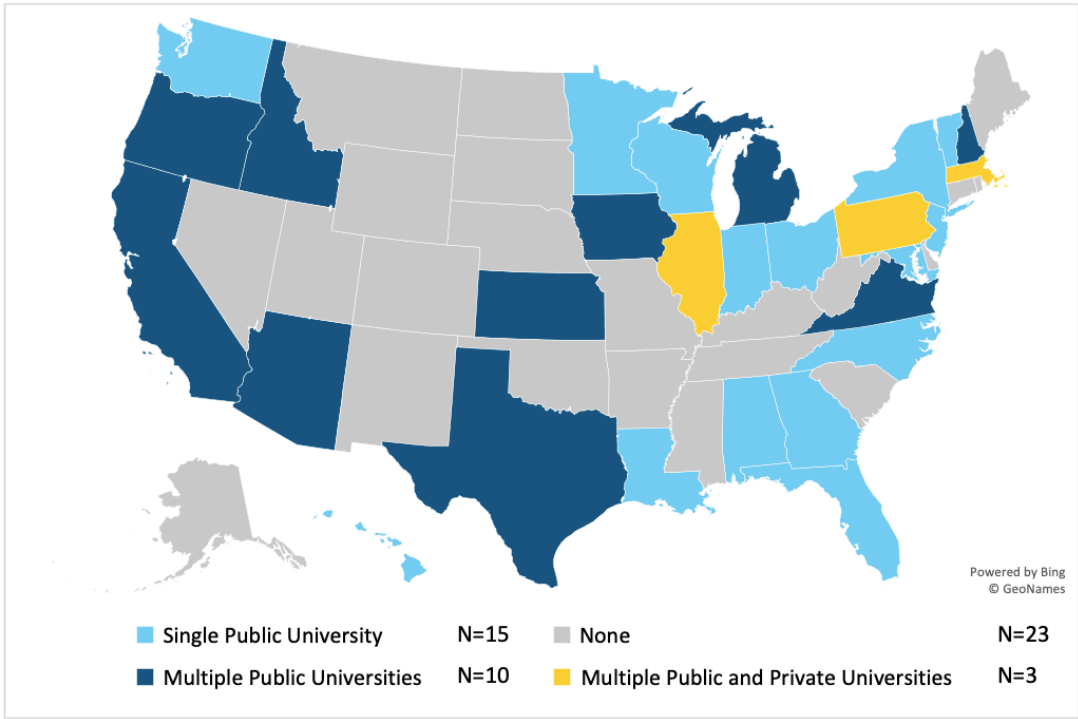 Powered by Bing
© GeoNames
Single Public University N=15 None N=23
Multiple Public Universities N=10 Multiple Public and Private Universities N=3